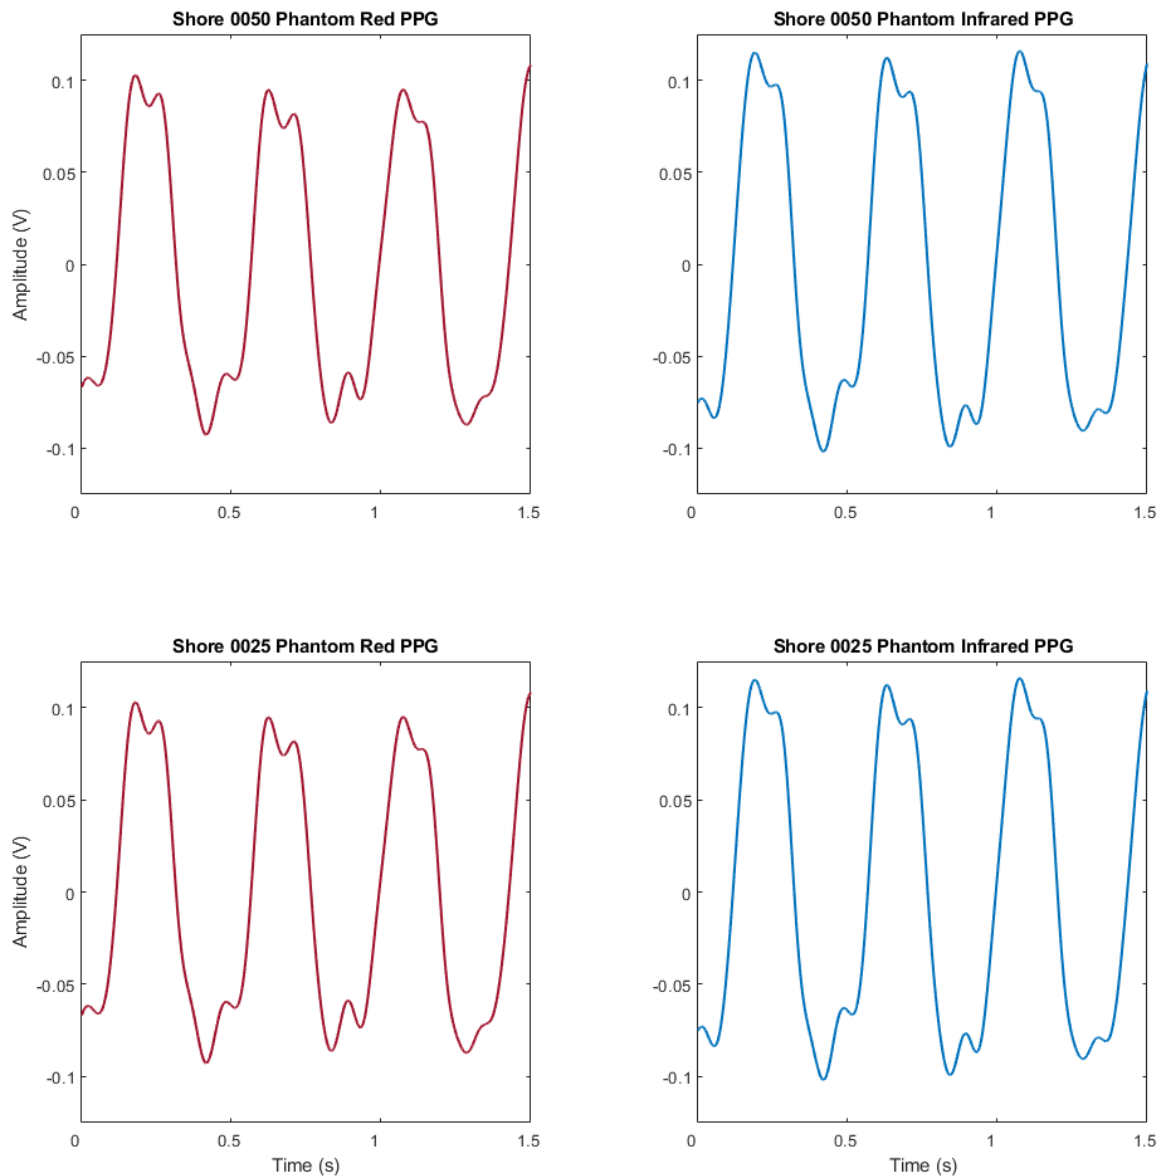 Shore 0050 Phantom Red PPG
Amplitude (V)
0.1
0.05
0
-0.05
-0.1
0 0.5 1 1.5
Shore 0050 Phantom Infrared PPG
0.1
0.05
0
-0.05
-0.1
0 0.5 1 1.5
Shore 0025 Phantom Red PPG
Amplitude (V)
0.1
0.05
0
-0.05
-0.1
0 0.5 1 1.5
Time (s)
Shore 0025 Phantom Infrared PPG
0.1
0.05
0
-0.05
-0.1
0 0.5 1 1.5
Time (s)